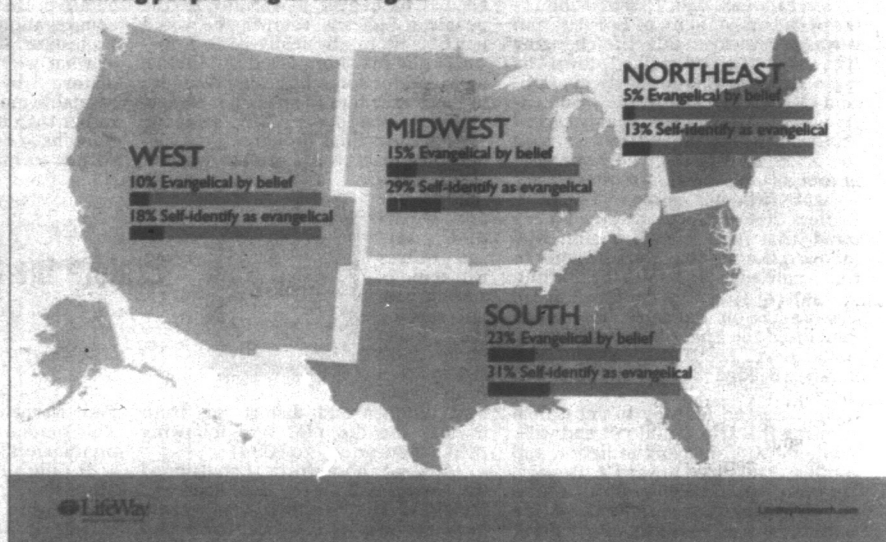 WEST
10% Evangelical by belief
18% Self-identify as evangelical
MIDWEST
15% Evangelical by belief
29% Self-identify as evangelical
NORTHEAST
5% Evangelical by belief
13% Self-identify as evangelical
SOUTH
23% Evangelical by belief
31% Self-identify as evangelical
LifeWay
LifeWayResearch.com